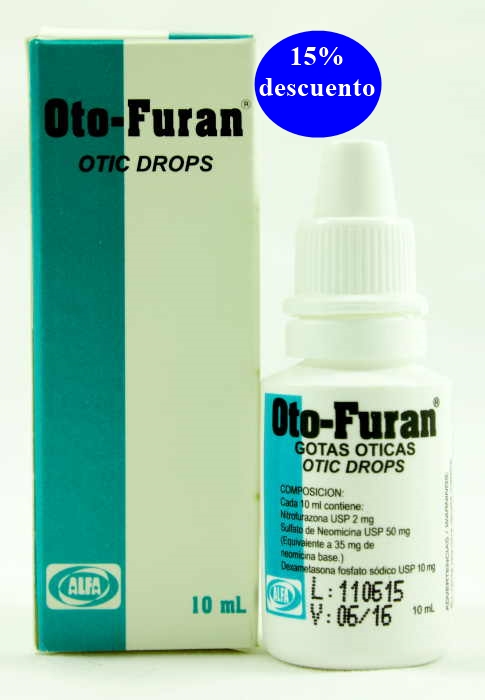 15%
descuento
Oto-Furan®
OTIC DROPS
ALFA
10 mL
Oto-Furan®
GOTAS OTICAS
OTIC DROPS
COMPOSICION:
Cada 10 ml contiene:
Nitrofurazona USP 2 mg
Sulfato de Neomicina USP 50 mg
(Equivalente a 35 mg de
neomicina base.)
Dexametasona fosfato sódico USP 10 mg
ALFA
L: 110615
V: 06/16
10 mL
ADVERTENCIAS / WARNINGS: